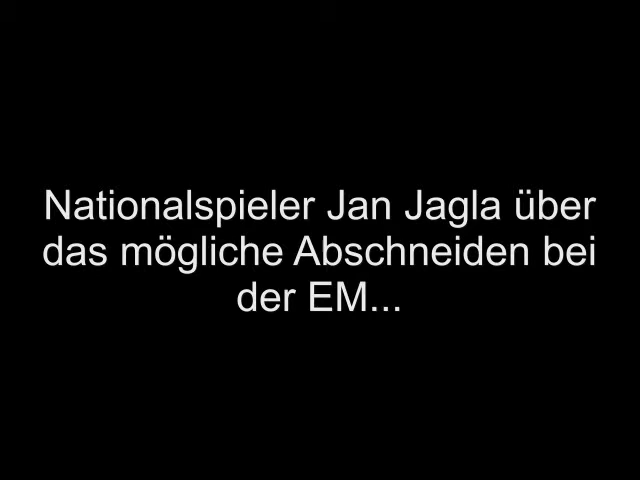 Nationalspieler Jan Jagla über
das mögliche Abschneiden bei
der EM...